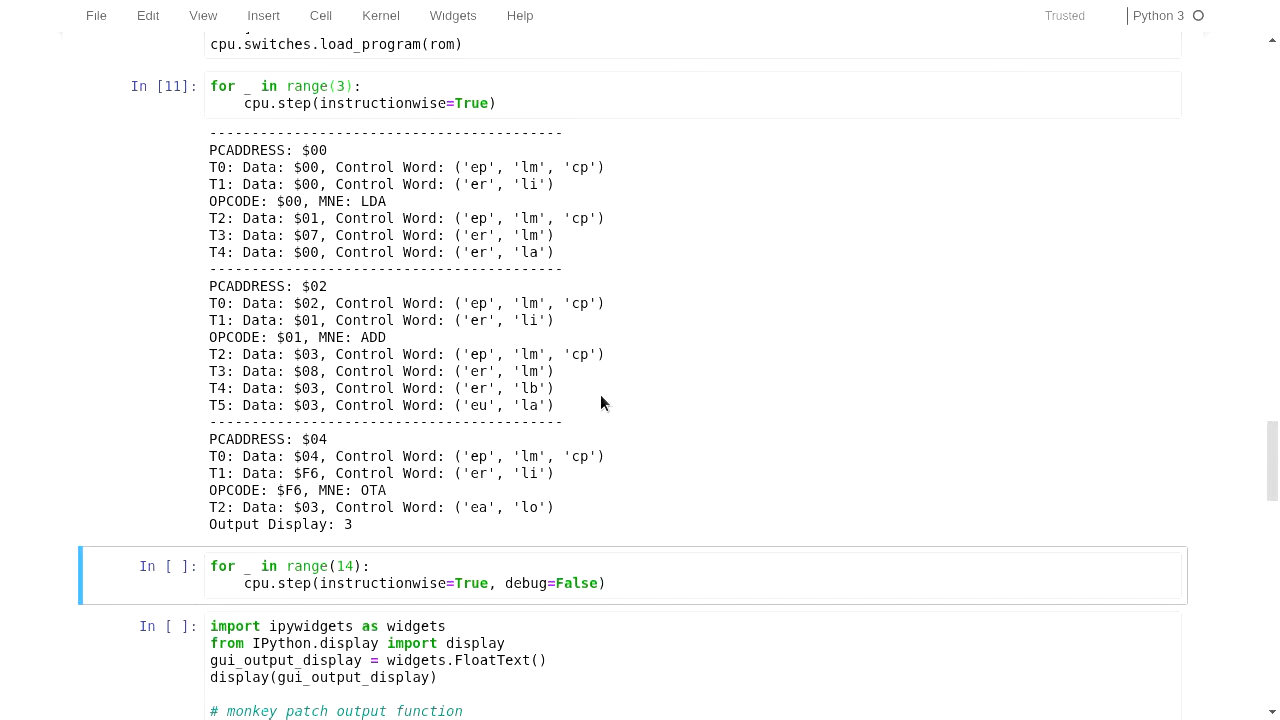 File Edit View Insert Cell Kernel Widgets Help Trusted Python 3
cpu.switches.load_program(rom)
In [11]: for _ in range(3):
    cpu.step(instructionwise=True)
------------------------------------------
PCADDRESS: $00
T0: Data: $00, Control Word: ('ep', 'lm', 'cp')
T1: Data: $00, Control Word: ('er', 'li')
OPCODE: $00, MNE: LDA
T2: Data: $01, Control Word: ('ep', 'lm', 'cp')
T3: Data: $07, Control Word: ('er', 'lm')
T4: Data: $00, Control Word: ('er', 'la')
------------------------------------------
PCADDRESS: $02
T0: Data: $02, Control Word: ('ep', 'lm', 'cp')
T1: Data: $01, Control Word: ('er', 'li')
OPCODE: $01, MNE: ADD
T2: Data: $03, Control Word: ('ep', 'lm', 'cp')
T3: Data: $08, Control Word: ('er', 'lm')
T4: Data: $03, Control Word: ('er', 'lb')
T5: Data: $03, Control Word: ('eu', 'la')
------------------------------------------
PCADDRESS: $04
T0: Data: $04, Control Word: ('ep', 'lm', 'cp')
T1: Data: $F6, Control Word: ('er', 'li')
OPCODE: $F6, MNE: OTA
T2: Data: $03, Control Word: ('ea', 'lo')
Output Display: 3
In [ ]: for _ in range(14):
    cpu.step(instructionwise=True, debug=False)
In [ ]: import ipywidgets as widgets
from IPython.display import display
gui_output_display = widgets.FloatText()
display(gui_output_display)
# monkey patch output function